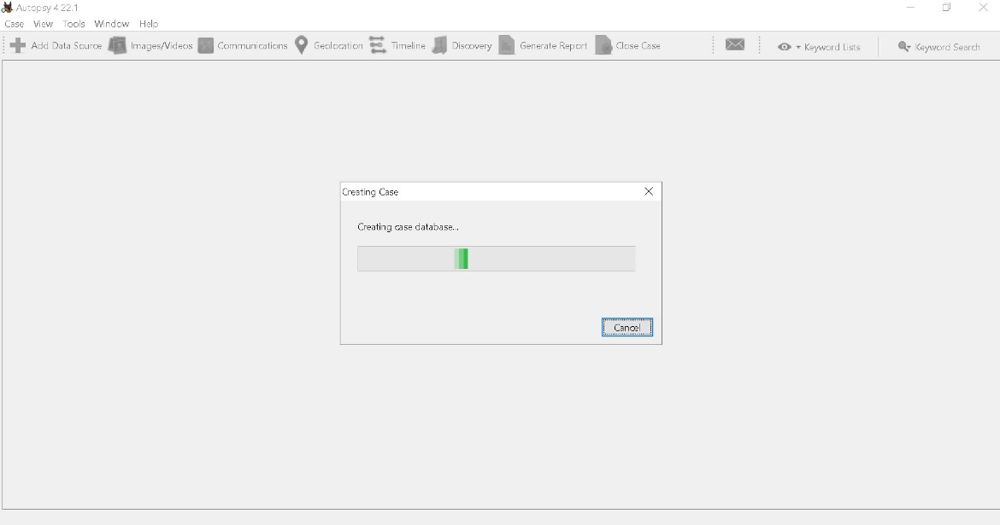 Autopsy 4.22.1
Case View Tools Window Help
Add Data Source Images/Videos Communications Geolocation Timeline Discovery Generate Report Close Case Keyword Lists Keyword Search
Creating Case
Creating case database...
Cancel